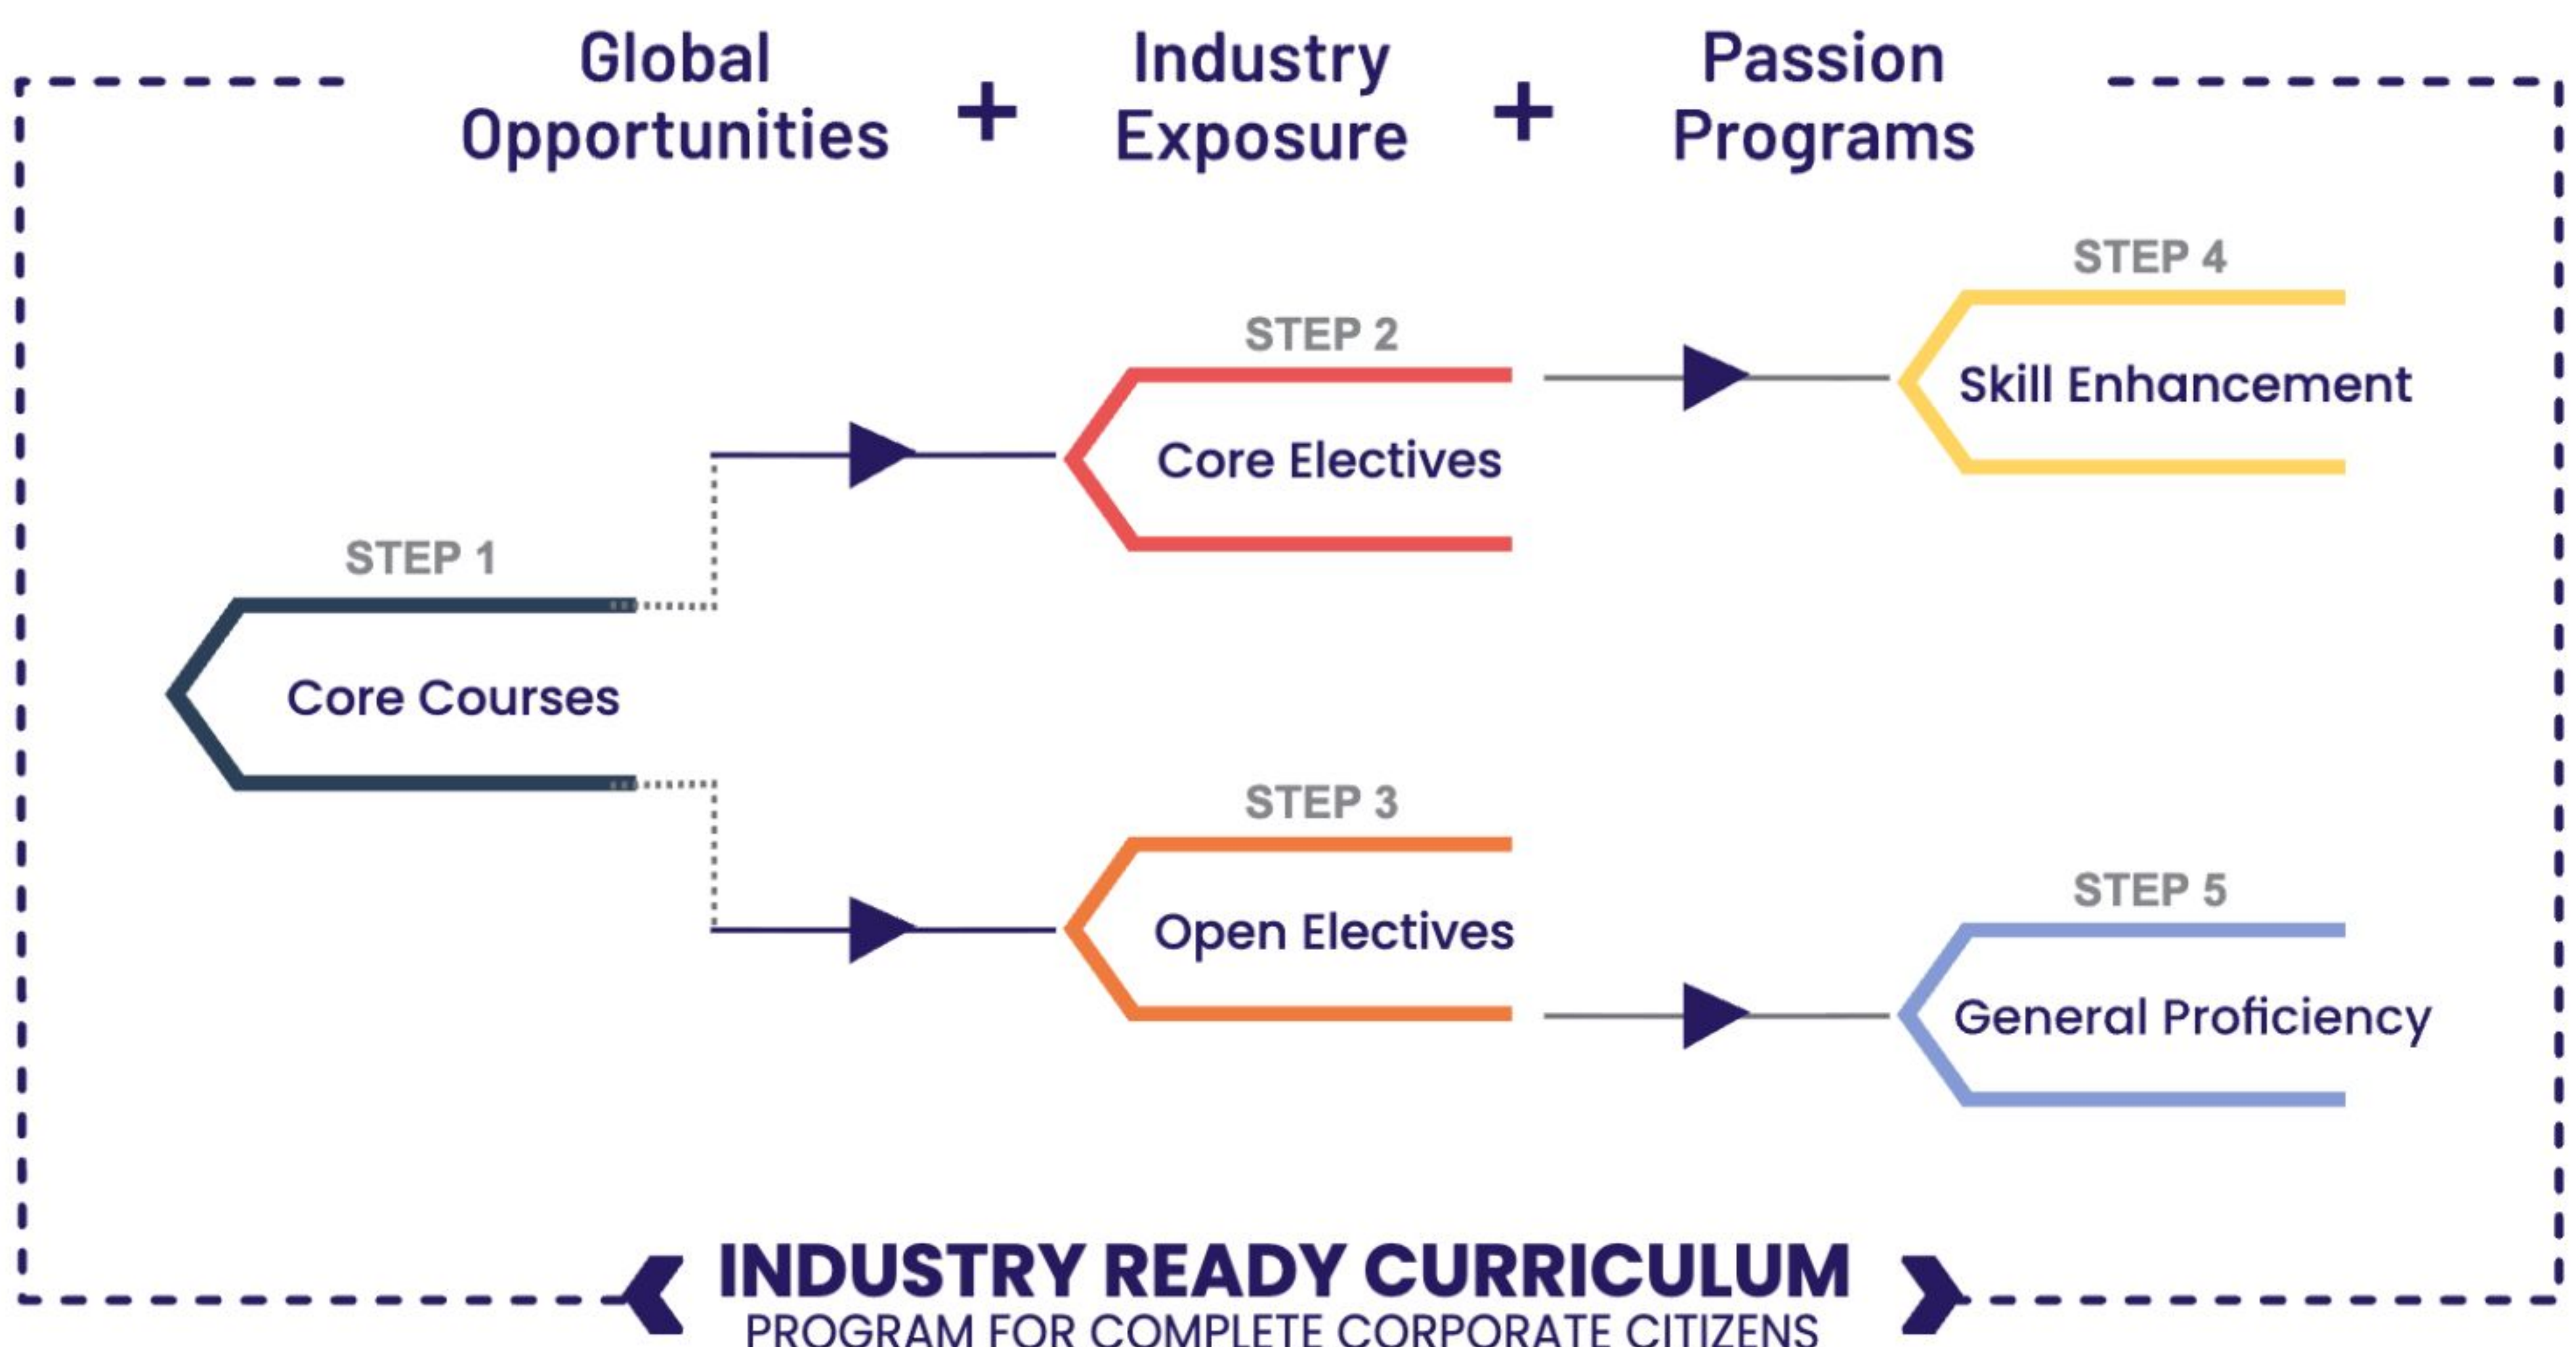 Global
Opportunities
+
Industry
Exposure
+
Passion
Programs
STEP 1
Core Courses
STEP 2
Core Electives
STEP 3
Open Electives
STEP 4
Skill Enhancement
STEP 5
General Proficiency
INDUSTRY READY CURRICULUM
PROGRAM FOR COMPLETE CORPORATE CITIZENS